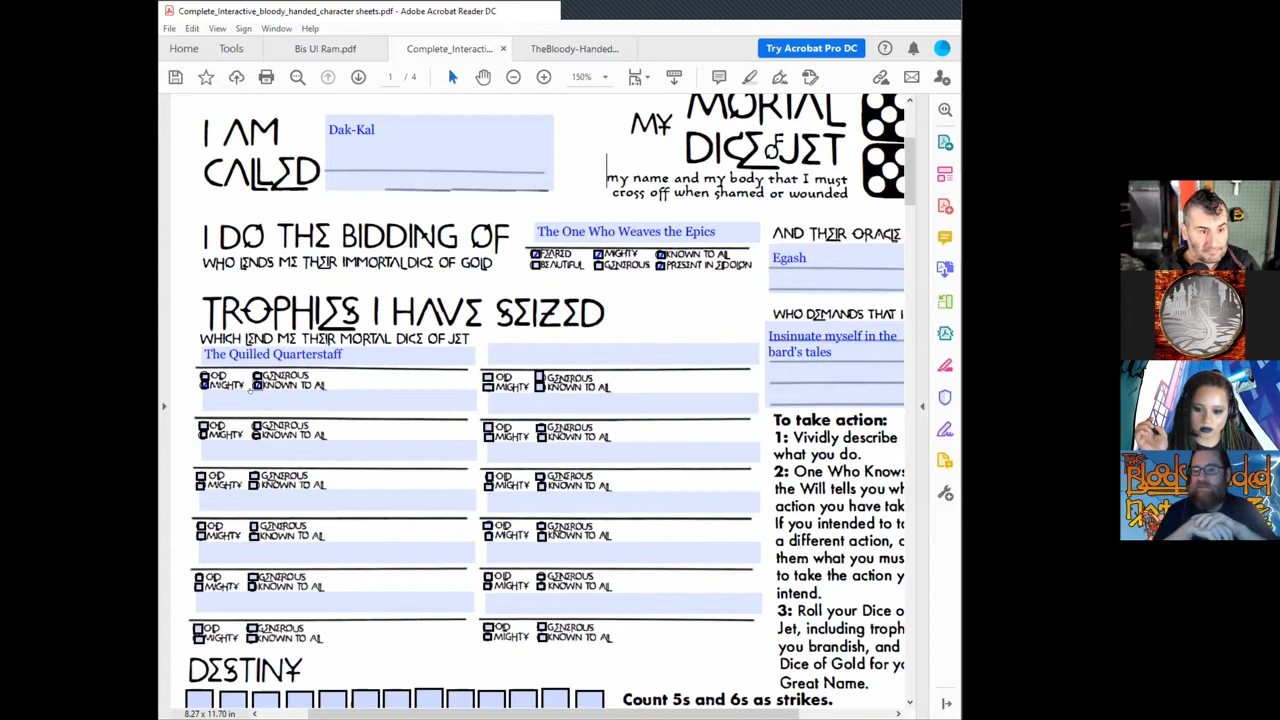 Complete_Interactive_bloody_handed_character sheets.pdf - Adobe Acrobat Reader DC
File Edit View Sign Window Help
Home Tools Bis Ul Ram.pdf Complete_Interacti... × TheBloody-Handed... Try Acrobat Pro DC
1 / 4 150%
I AM CALLED
Dak-Kal
MY MORTAL DICE OF JET
my name and my body that I must
cross off when shamed or wounded
I DO THE BIDDING OF
WHO LENDS ME THEIR IMMORTAL DICE OF GOLD
The One Who Weaves the Epics
FEARED MIGHTY KNOWN TO ALL
BEAUTIFUL GENEROUS PRESENT IN EIDOLON
AND THEIR ORACLE
Egash
TROPHIES I HAVE SEIZED
WHICH LEND ME THEIR MORTAL DICE OF JET
WHO DEMANDS THAT I
Insinuate myself in the
bard's tales
The Quilled Quarterstaff
OLD GENEROUS
MIGHTY KNOWN TO ALL
OLD GENEROUS
MIGHTY KNOWN TO ALL
OLD GENEROUS
MIGHTY KNOWN TO ALL
OLD GENEROUS
MIGHTY KNOWN TO ALL
OLD GENEROUS
MIGHTY KNOWN TO ALL
OLD GENEROUS
MIGHTY KNOWN TO ALL
OLD GENEROUS
MIGHTY KNOWN TO ALL
OLD GENEROUS
MIGHTY KNOWN TO ALL
OLD GENEROUS
MIGHTY KNOWN TO ALL
OLD GENEROUS
MIGHTY KNOWN TO ALL
OLD GENEROUS
MIGHTY KNOWN TO ALL
OLD GENEROUS
MIGHTY KNOWN TO ALL
To take action:
1: Vividly describe
what you do.
2: One Who Knows
the Will tells you wh
action you have tak
If you intended to t
a different action, 
them what you mus
to take the action y
intend.
3: Roll your Dice o
Jet, including troph
you brandish, and
Dice of Gold for yo
Great Name.
DESTINY
Count 5s and 6s as strikes.
8.27 x 11.70 in